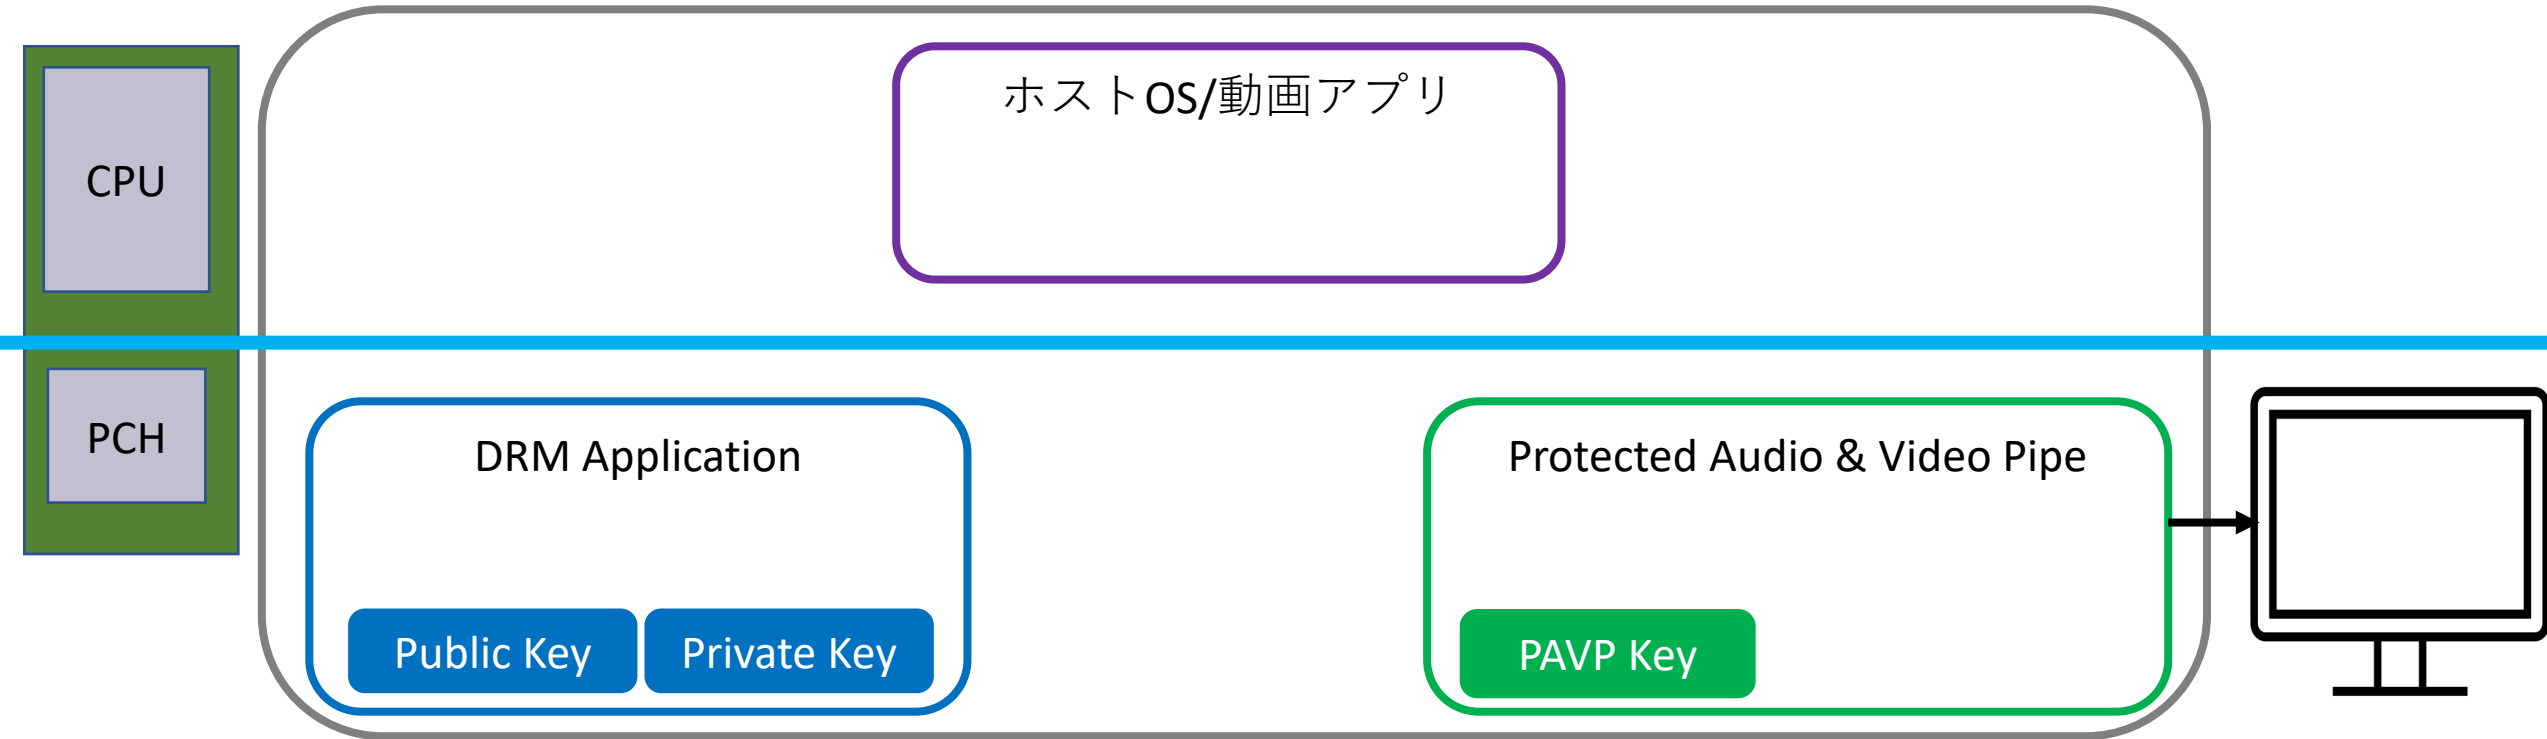 ホストOS/動画アプリ
CPU
PCH
DRM Application
Protected Audio & Video Pipe
Public Key
Private Key
PAVP Key